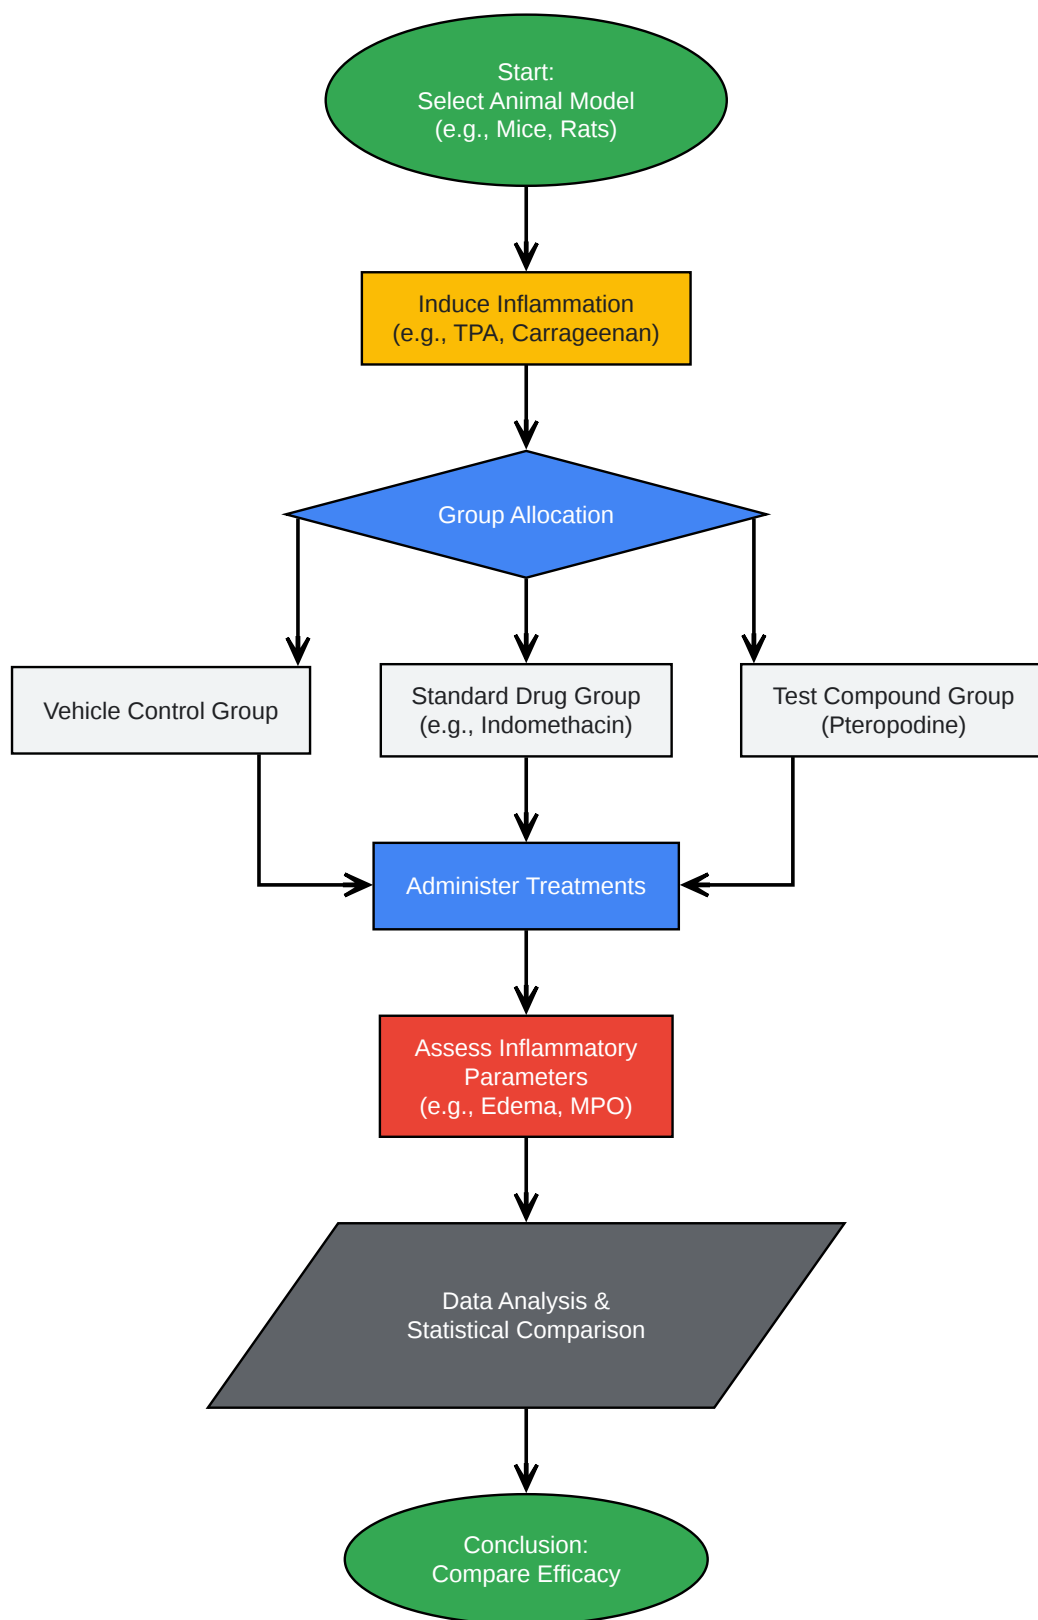 Start:
Select Animal Model
(e.g., Mice, Rats)
Induce Inflammation
(e.g., TPA, Carrageenan)
Group Allocation
Vehicle Control Group
Standard Drug Group
(e.g., Indomethacin)
Test Compound Group
(Pteropodine)
Administer Treatments
Assess Inflammatory
Parameters
(e.g., Edema, MPO)
Data Analysis &
Statistical Comparison
Conclusion:
Compare Efficacy